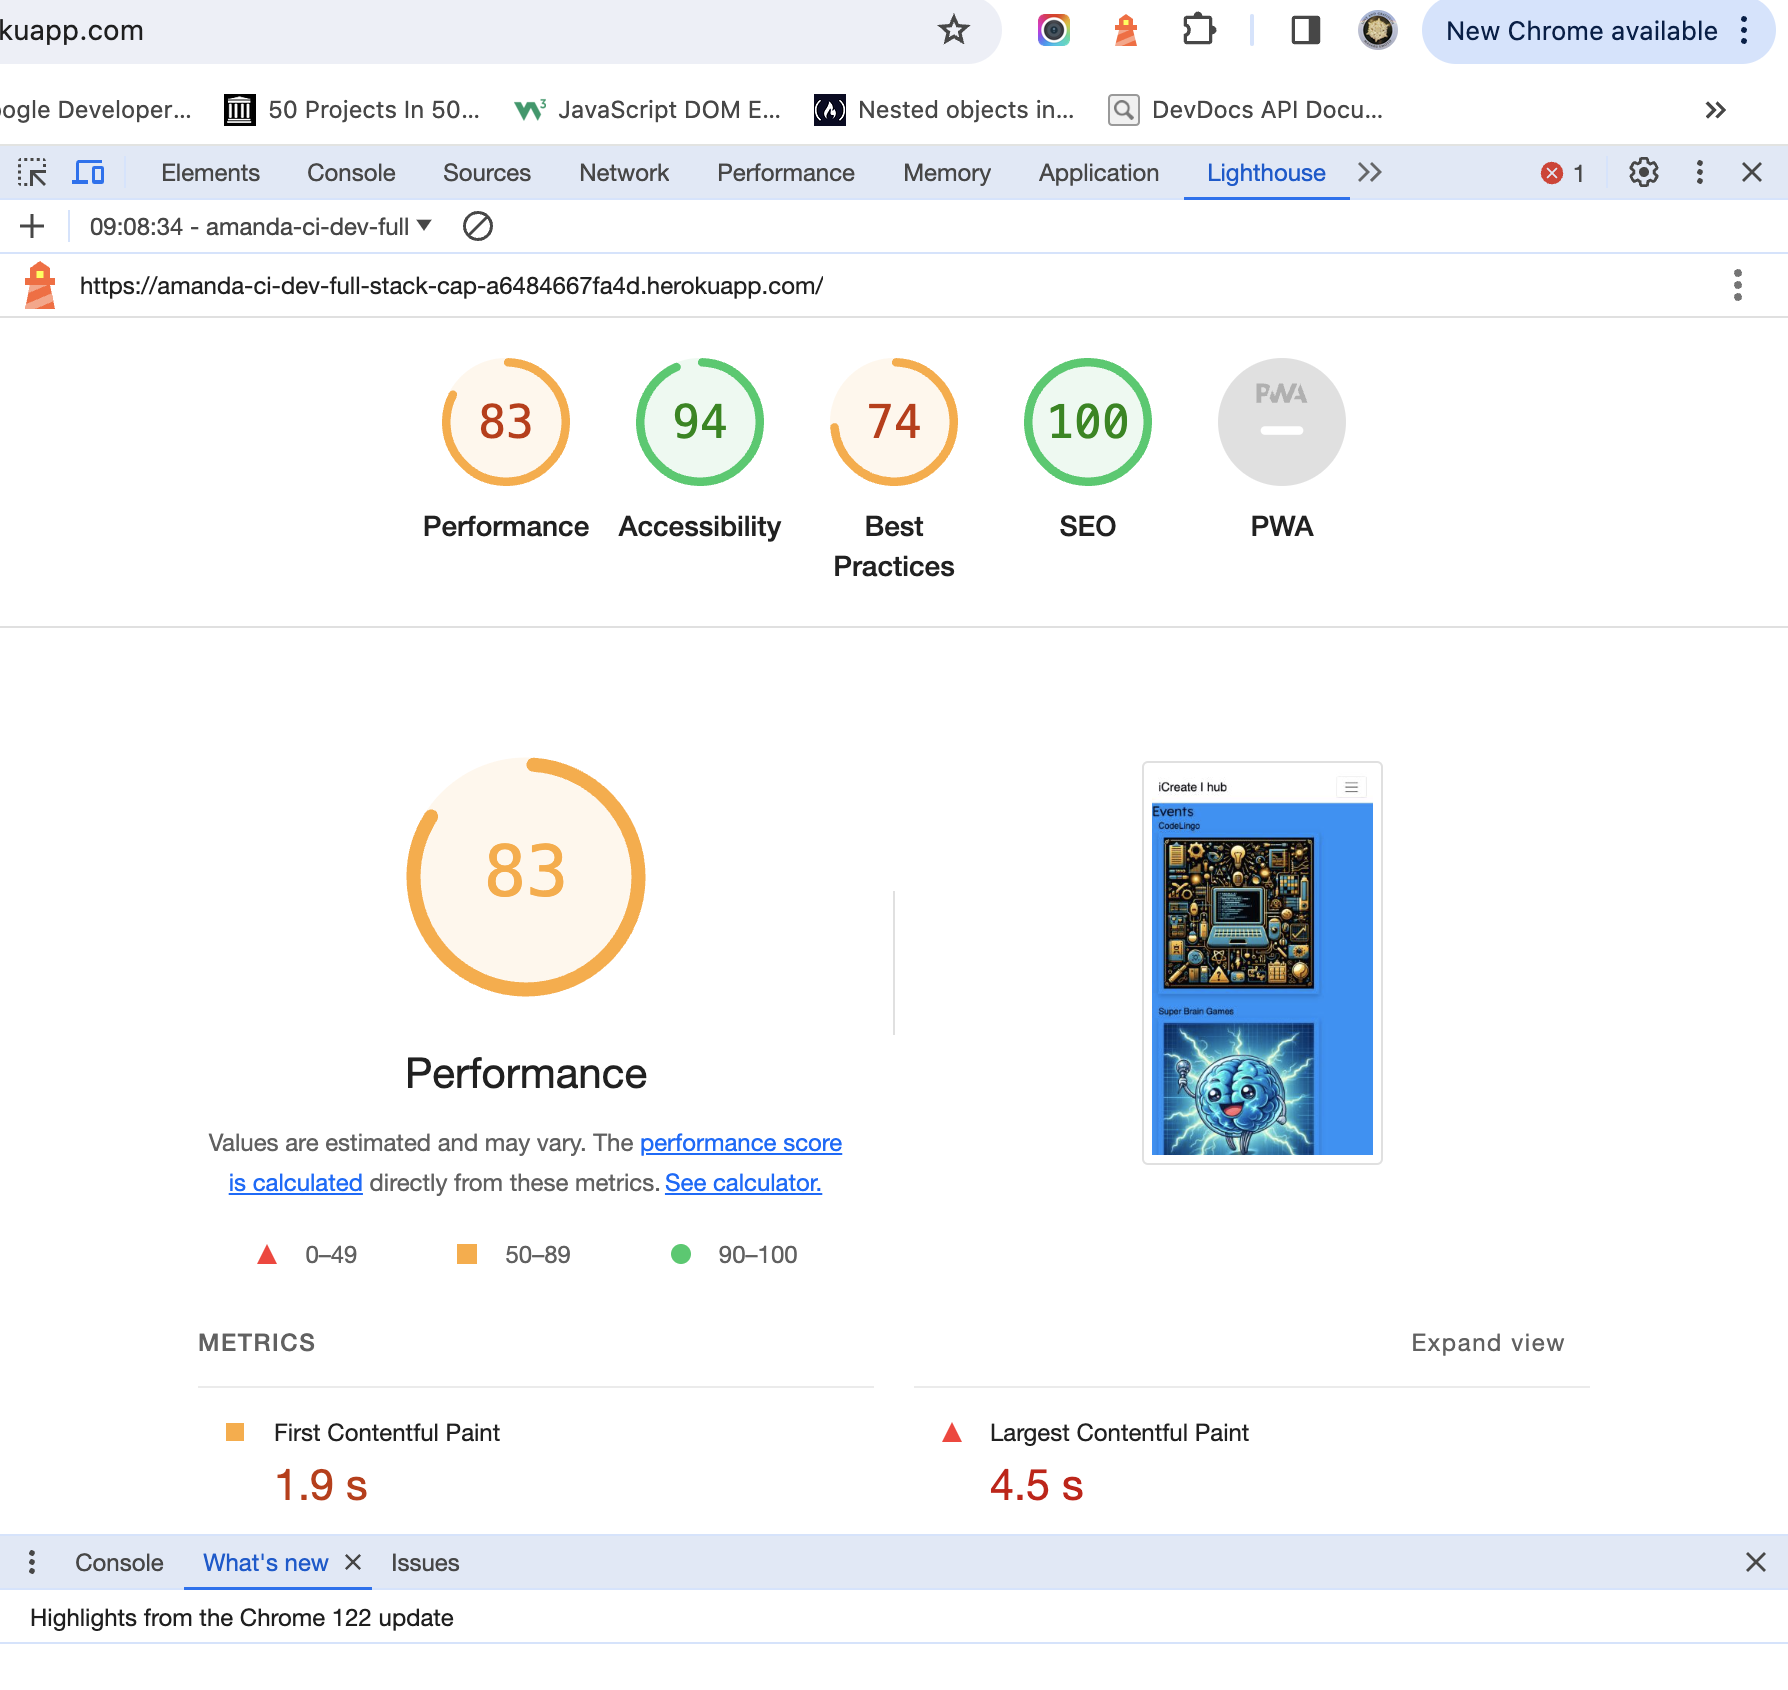 kuapp.com
New Chrome available
ogle Developer...
50 Projects In 50...
JavaScript DOM E...
Nested objects in...
DevDocs API Docu...
Elements
Console
Sources
Network
Performance
Memory
Application
Lighthouse
1
09:08:34 - amanda-ci-dev-full
https://amanda-ci-dev-full-stack-cap-a6484667fa4d.herokuapp.com/
83
94
74
100
PWA
Performance
Accessibility
Best
Practices
SEO
PWA
83
Performance
Values are estimated and may vary. The performance score
is calculated directly from these metrics. See calculator.
0–49
50–89
90–100
iCreate I hub
Events
CodeLingo
Super Brain Games
METRICS
Expand view
First Contentful Paint
1.9 s
Largest Contentful Paint
4.5 s
Console
What's new
Issues
Highlights from the Chrome 122 update